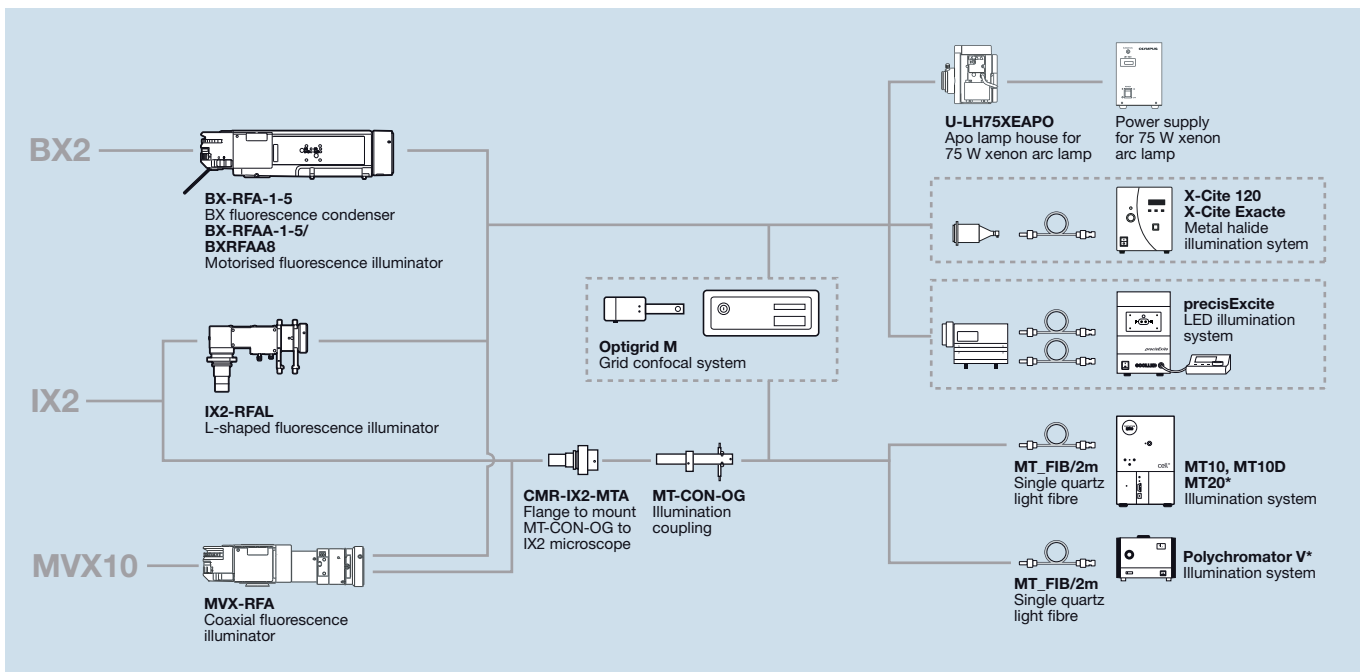 BX2
BX-RFA-1-5
BX fluorescence condenser
BX-RFAA-1-5/
BXRFAA8
Motorised fluorescence illuminator
IX2
IX2-RFAL
L-shaped fluorescence illuminator
MVX10
MVX-RFA
Coaxial fluorescence
illuminator
Optigrid M
Grid confocal system
CMR-IX2-MTA
Flange to mount
MT-CON-OG to
IX2 microscope
MT-CON-OG
Illumination
coupling
U-LH75XEAPO
Apo lamp house for
75 W xenon arc lamp
OLYMPUS
Power supply
for 75 W xenon
arc lamp
X-Cite 120
X-Cite Exacte
Metal halide
illumination sytem
precisExcite
LED illumination
system
precisExcite
COOLLED
MT_FIB/2m
Single quartz
light fibre
cell^
MT10, MT10D
MT20*
Illumination system
MT_FIB/2m
Single quartz
light fibre
Polychromator V*
Illumination system